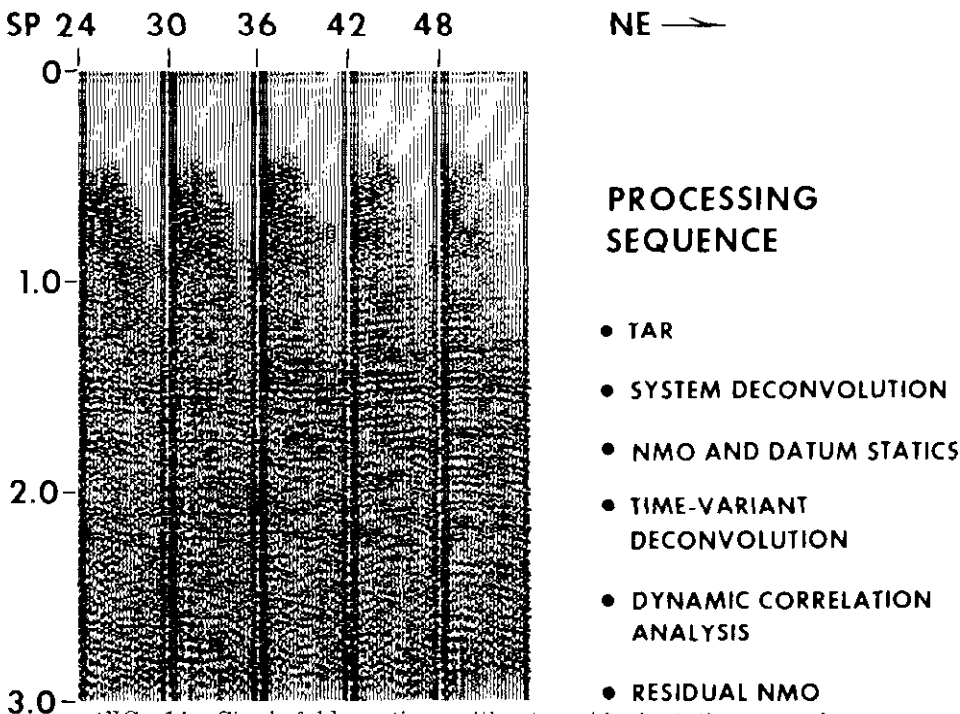 SP 24 30 36 42 48 NE
0
1.0
2.0
3.0
PROCESSING
SEQUENCE
• TAR
• SYSTEM DECONVOLUTION
• NMO AND DATUM STATICS
• TIME-VARIANT
DECONVOLUTION
• DYNAMIC CORRELATION
ANALYSIS
• RESIDUAL NMO